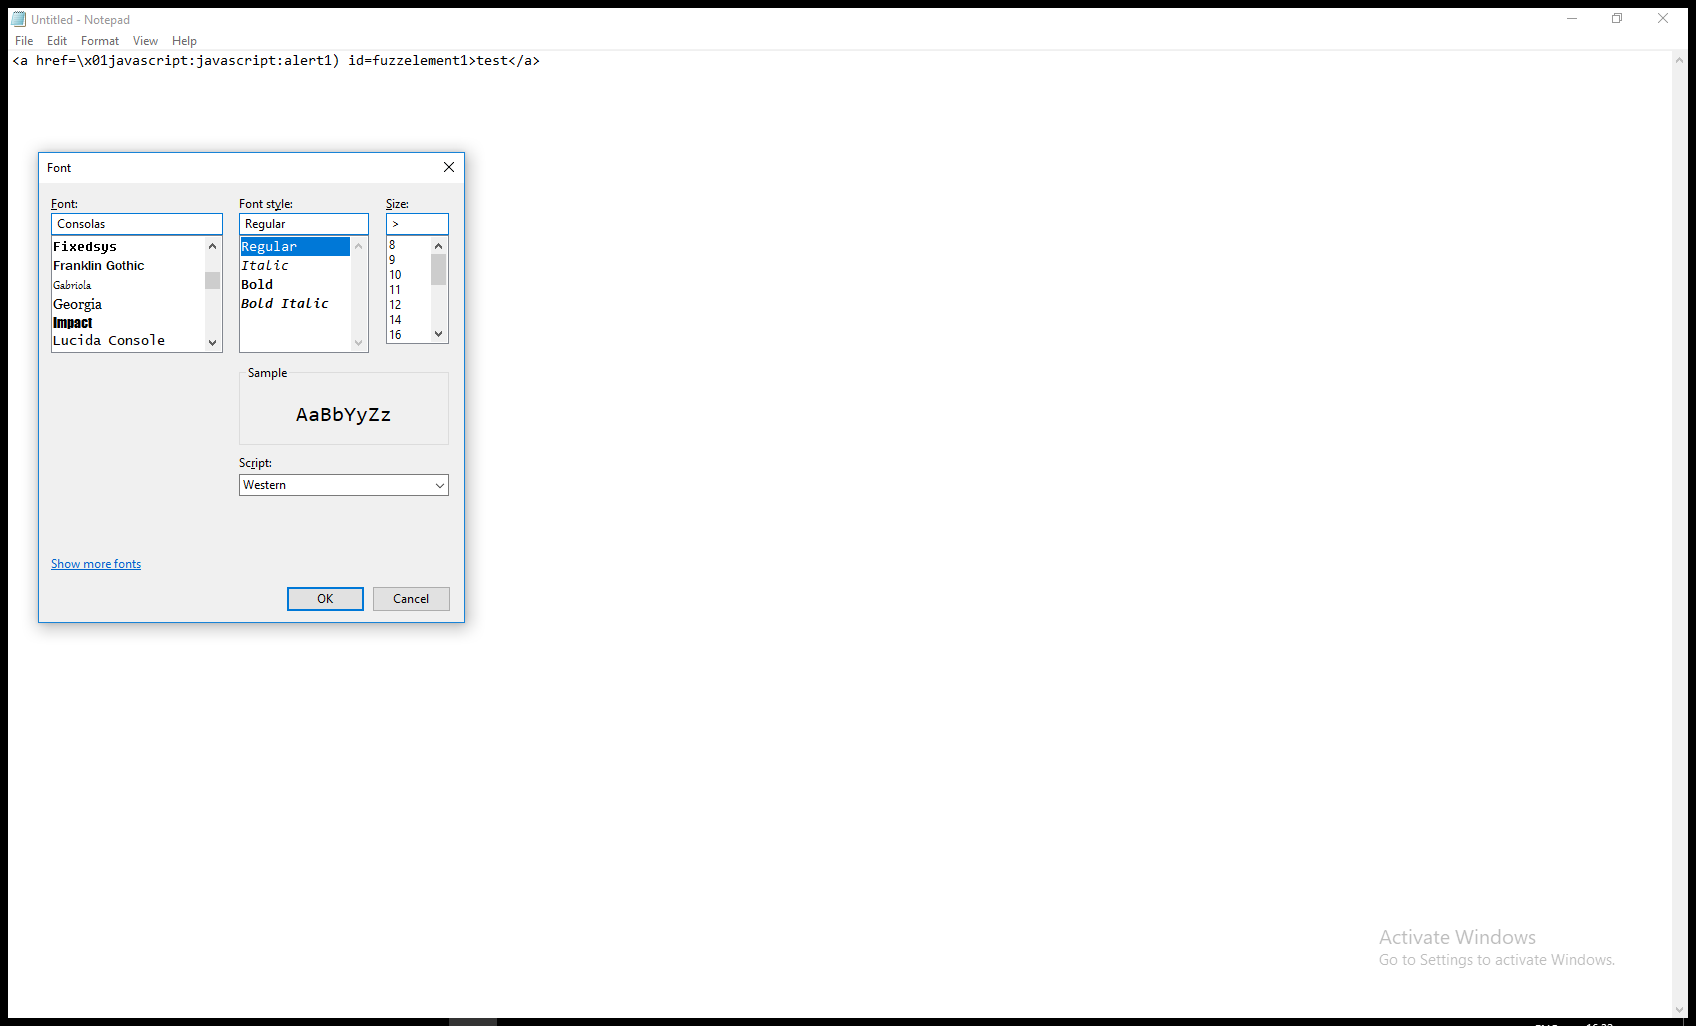 Untitled - Notepad
File Edit Format View Help
<a href=\x01javascript:javascript:alert1) id=fuzzelement1>test</a>
Font
Font: Font style: Size:
Consolas Regular >
Fixedsys Regular 8
Franklin Gothic Italic 9
Gabriola Bold 10
Georgia Bold Italic 11
Impact 12
Lucida Console 14
16
Sample
AaBbYyZz
Script:
Western
Show more fonts
OK Cancel
Activate Windows
Go to Settings to activate Windows.